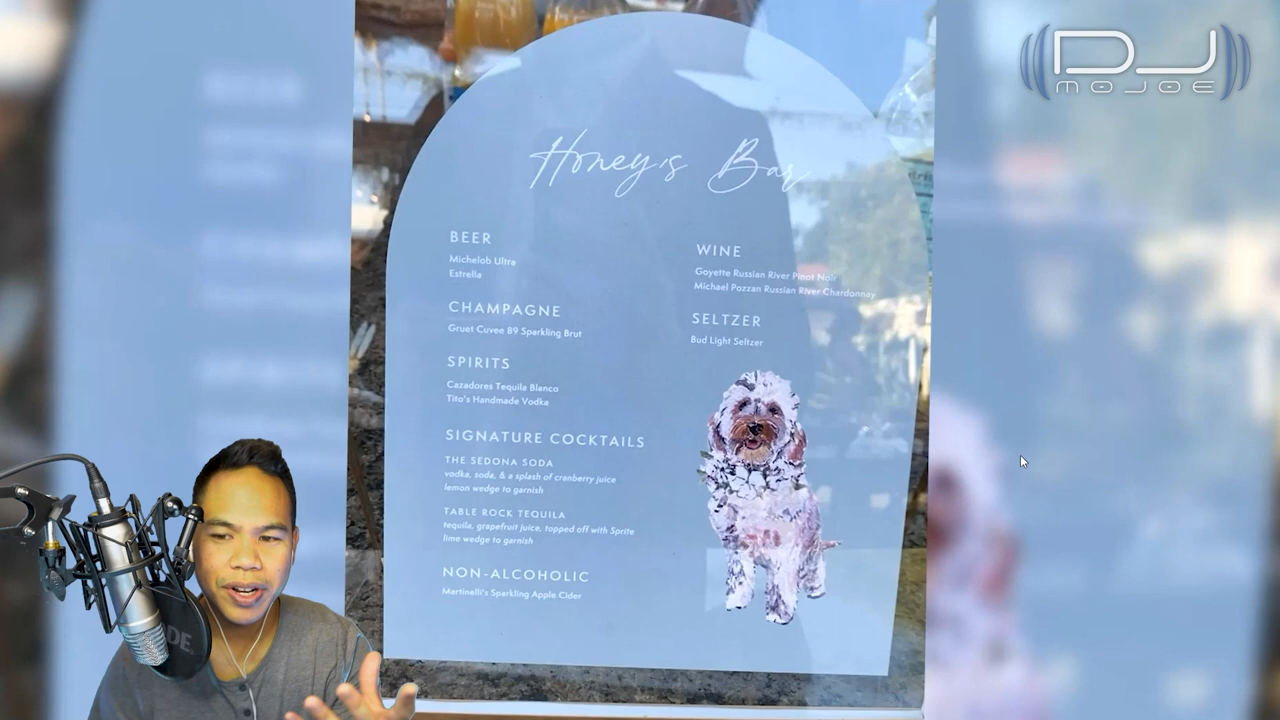 DJ
MOJOE
Honey's Bar
BEER
Michelob Ultra
Estrella
CHAMPAGNE
Gruet Cuvee 89 Sparkling Brut
SPIRITS
Cazadores Tequila Blanco
Tito's Handmade Vodka
SIGNATURE COCKTAILS
THE SEDONA SODA
vodka, soda, & a splash of cranberry juice
lemon wedge to garnish
TABLE ROCK TEQUILA
tequila, grapefruit juice, topped off with Sprite
lime wedge to garnish
NON-ALCOHOLIC
Martinelli's Sparkling Apple Cider
WINE
Goyette Russian River Pinot Noir
Michael Pozzan Russian River Chardonnay
SELTZER
Bud Light Seltzer